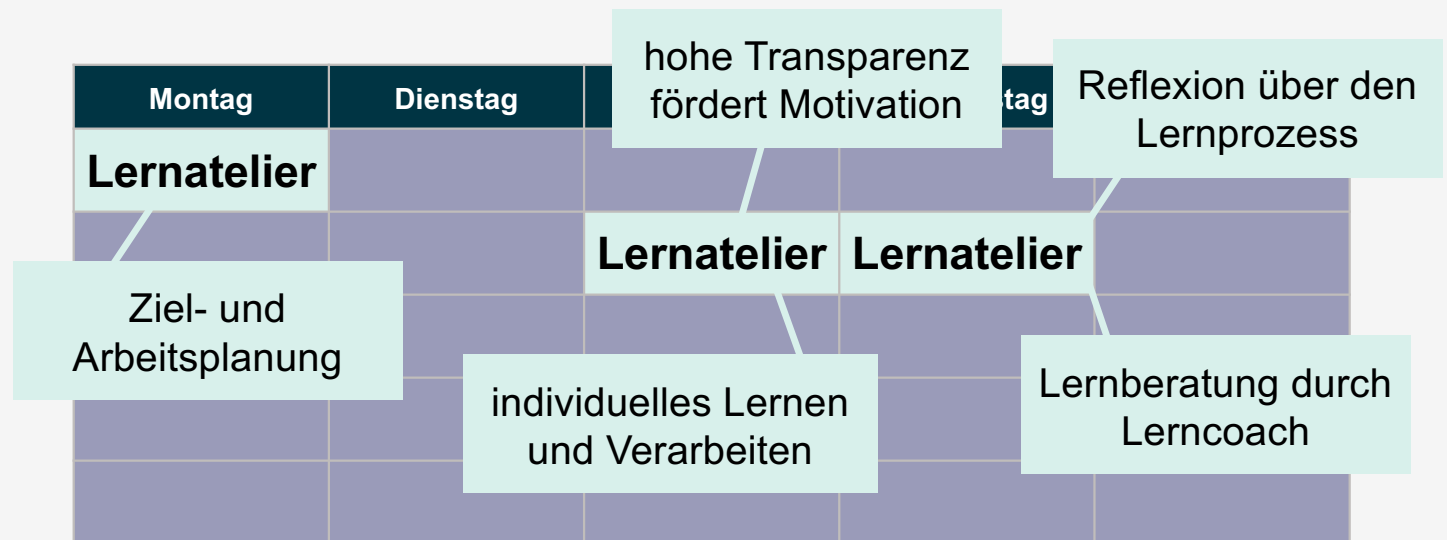 hohe Transparenz
fördert Motivation
Reflexion über den
Lernprozess
Montag
Dienstag
stag
Lernatelier
Lernatelier
Lernatelier
Ziel- und
Arbeitsplanung
individuelles Lernen
und Verarbeiten
Lernberatung durch
Lerncoach